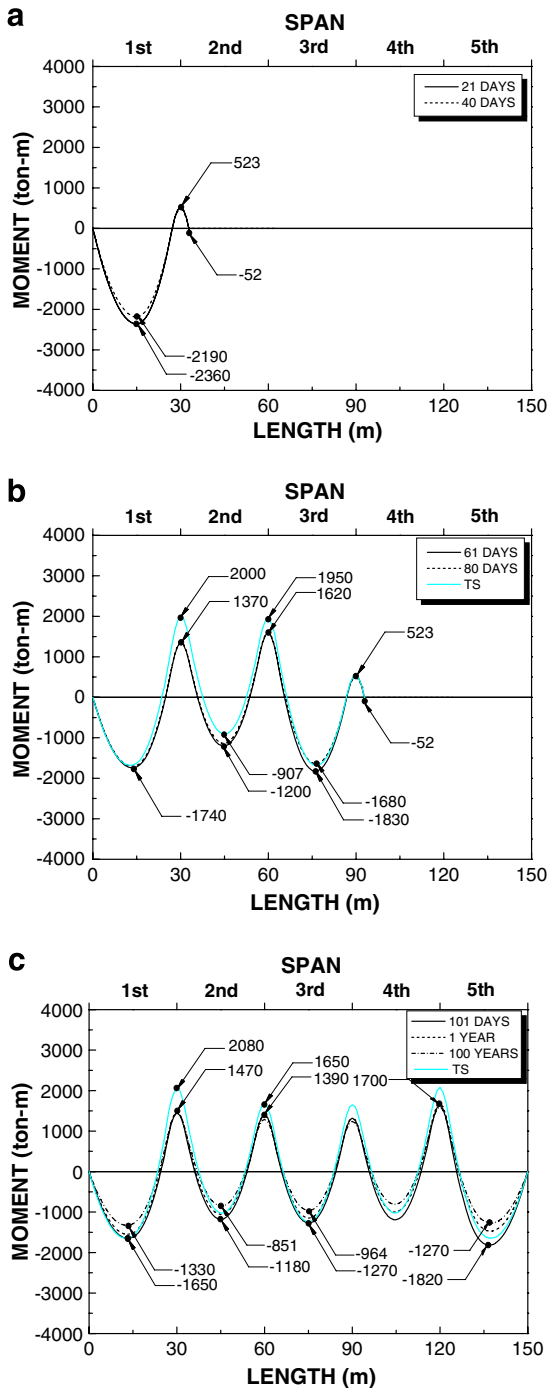 a
SPAN
1st 2nd 3rd 4th 5th
4000
3000
2000
1000
0
-1000
-2000
-3000
-4000
MOMENT (ton-m)
21 DAYS
40 DAYS
523
-52
-2190
-2360
0 30 60 90 120 150
LENGTH (m)
b
SPAN
1st 2nd 3rd 4th 5th
4000
3000
2000
1000
0
-1000
-2000
-3000
-4000
MOMENT (ton-m)
61 DAYS
80 DAYS
TS
2000
1370
1950
1620
523
-52
-907
-1200
-1680
-1830
-1740
0 30 60 90 120 150
LENGTH (m)
c
SPAN
1st 2nd 3rd 4th 5th
4000
3000
2000
1000
0
-1000
-2000
-3000
-4000
MOMENT (ton-m)
101 DAYS
1 YEAR
100 YEARS
TS
2080
1470
1650
1390 1700
-851
-1180
-964
-1270
-1270
-1820
-1330
-1650
0 30 60 90 120 150
LENGTH (m)